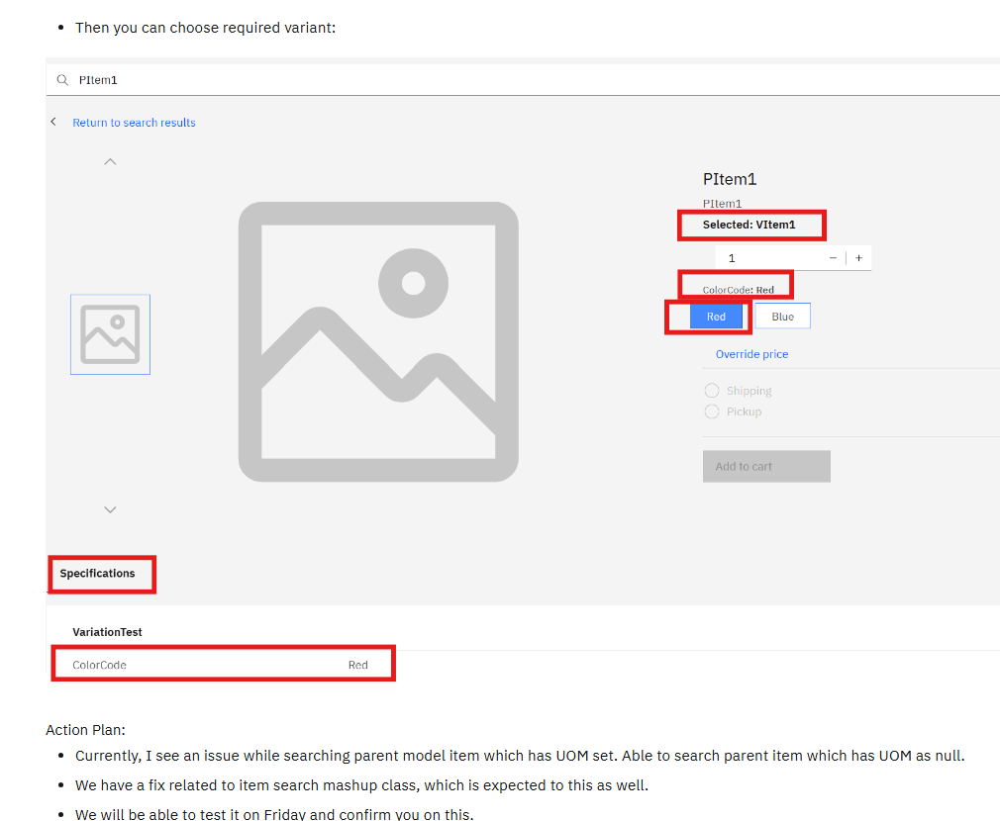 • Then you can choose required variant:
PItem1
Return to search results
PItem1
PItem1
Selected: VItem1
1 − | +
ColorCode: Red
Red Blue
Override price
Shipping
Pickup
Add to cart
Specifications
VariationTest
ColorCode Red
Action Plan:
• Currently, I see an issue while searching parent model item which has UOM set. Able to search parent item which has UOM as null.
• We have a fix related to item search mashup class, which is expected to this as well.
• We will be able to test it on Friday and confirm you on this.